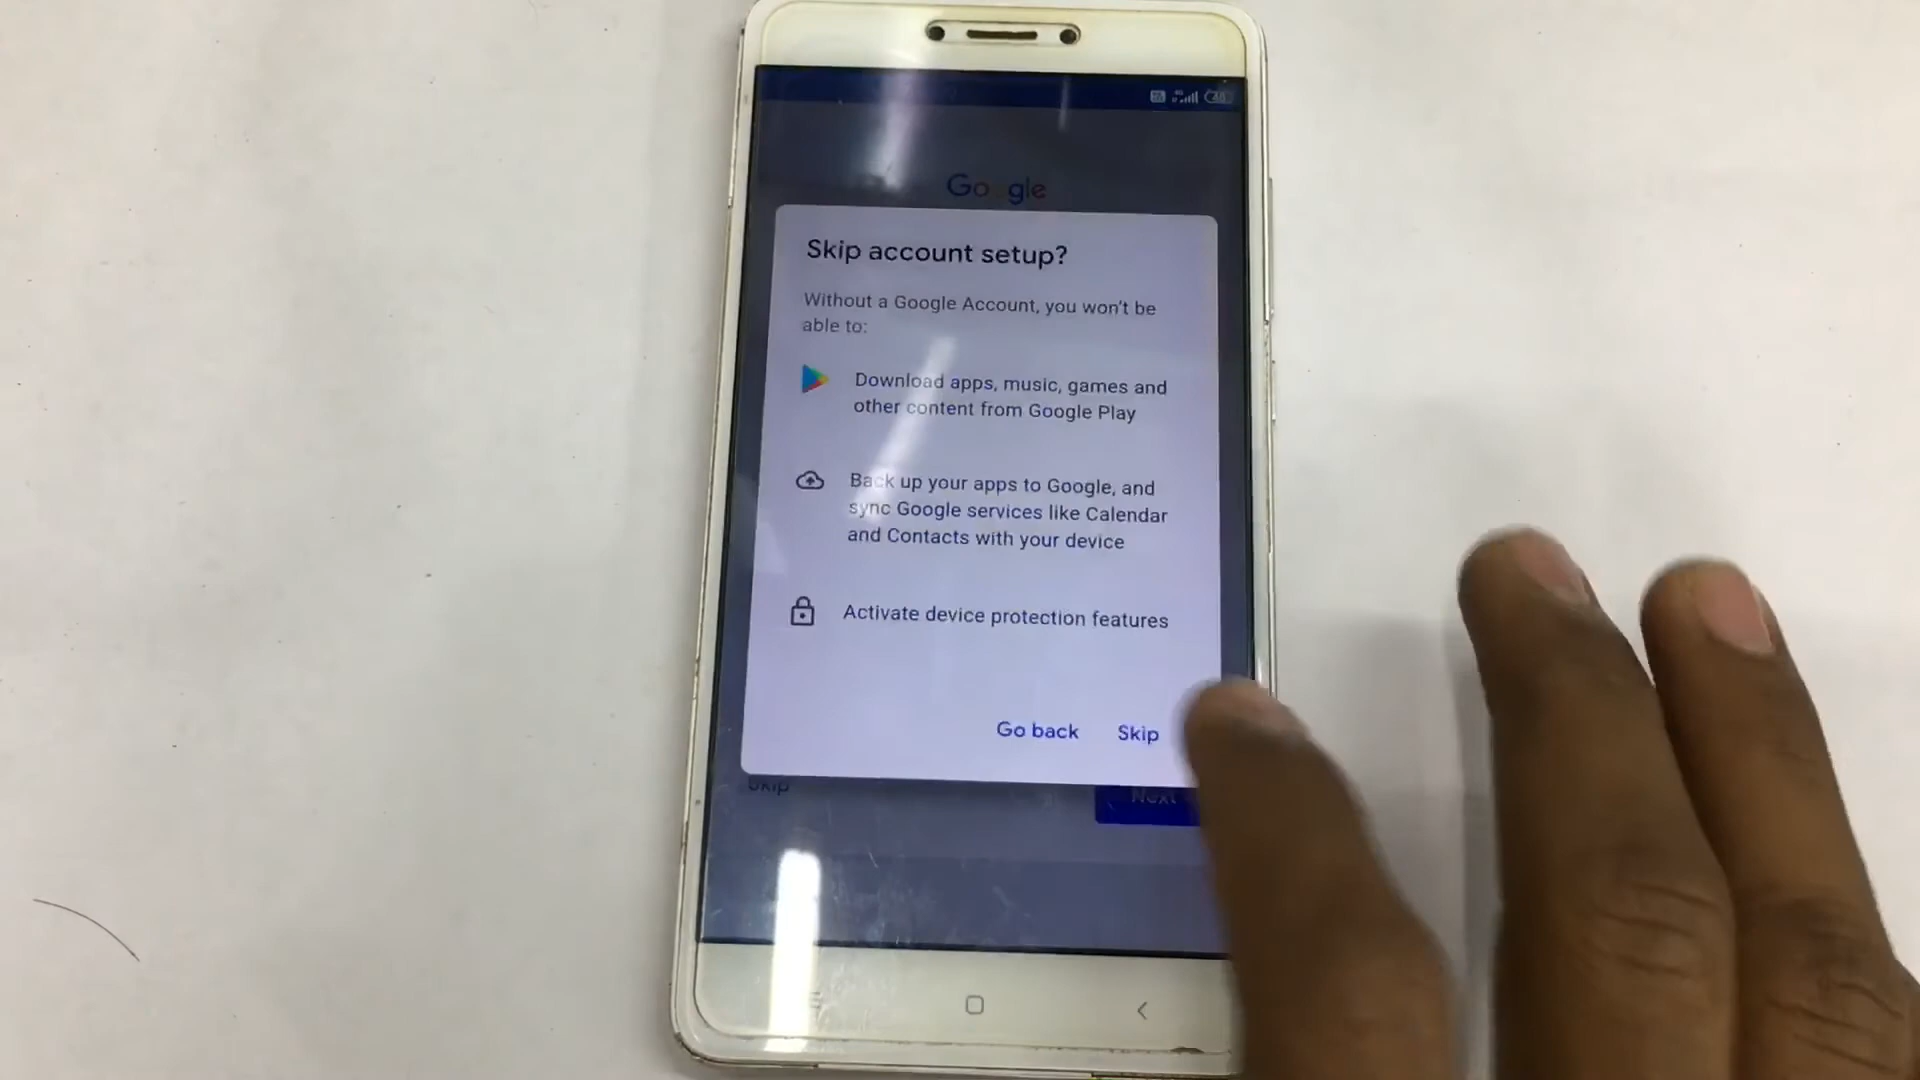 Google
Skip account setup?
Without a Google Account, you won't be
able to:
Download apps, music, games and
other content from Google Play
Back up your apps to Google, and
sync Google services like Calendar
and Contacts with your device
Activate device protection features
Go back Skip
Skip Next